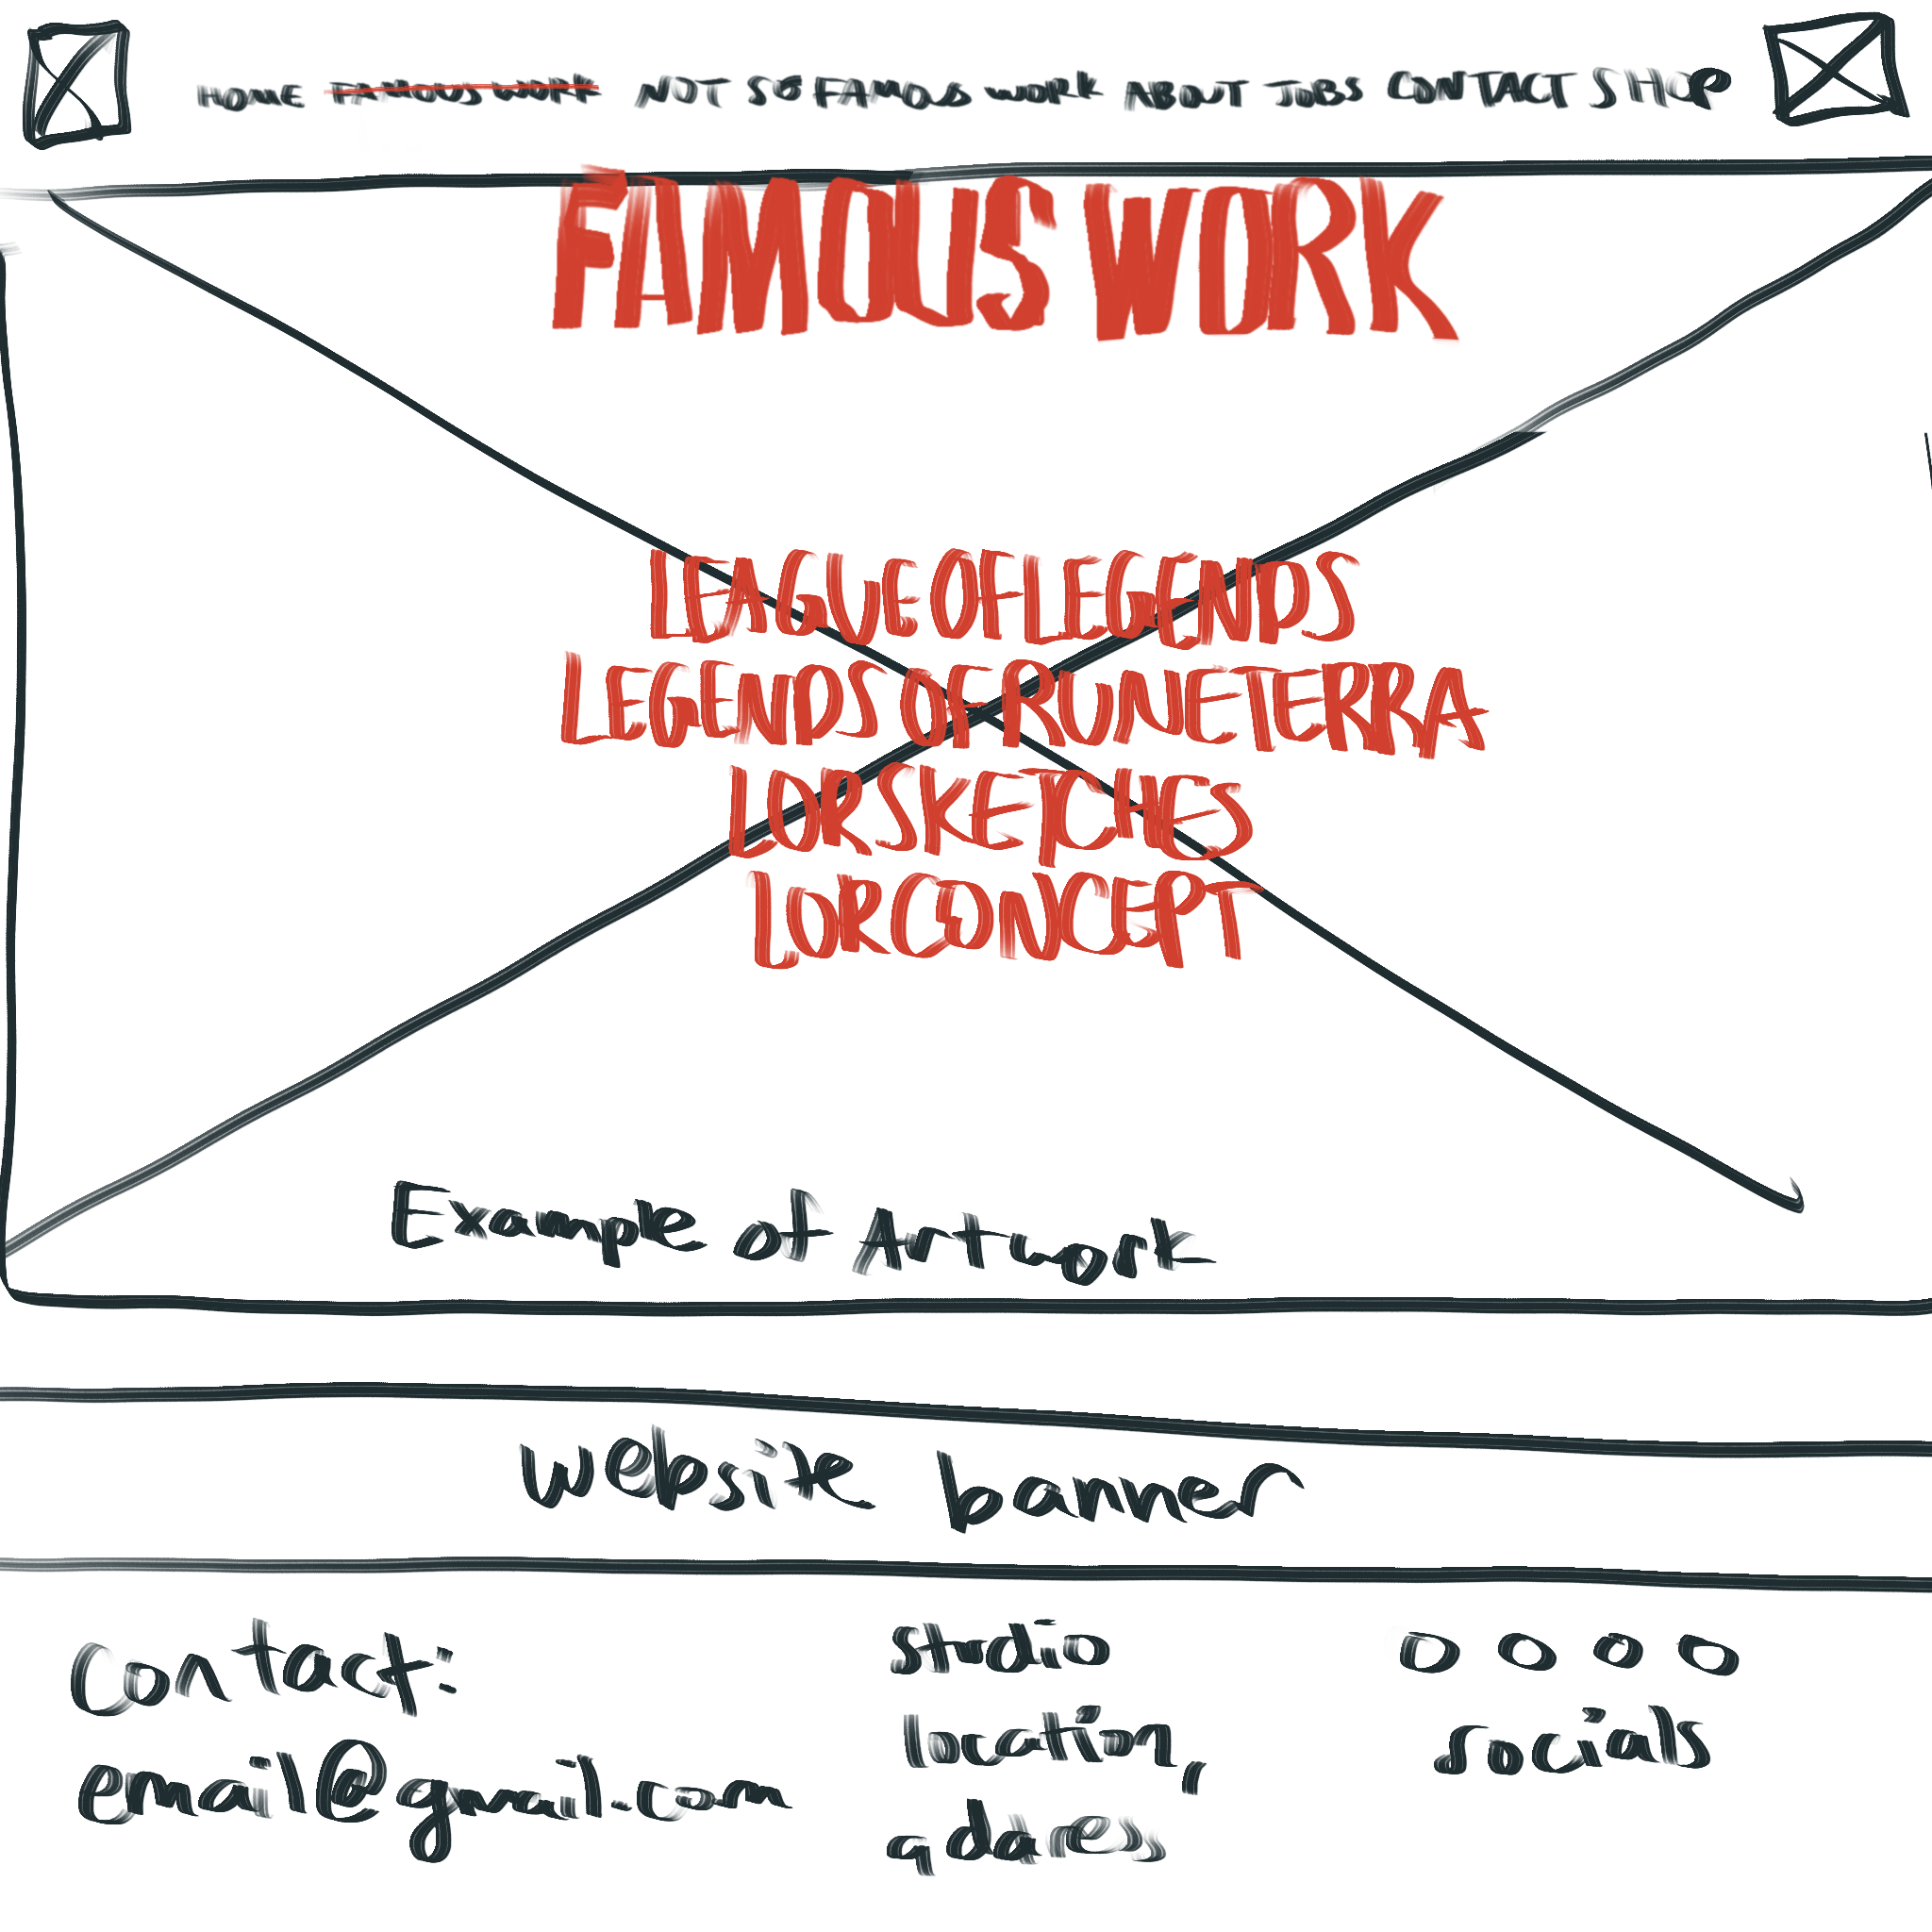 HOME FAMOUS WORK NOT SO FAMOUS WORK ABOUT JOBS CONTACT SHOP
FAMOUS WORK
LEAGUE OF LEGENDS
LEGENDS OF RUNETERRA
LOR SKETCHES
LOR CONCEPT
Example of Artwork
website banner
Contact:
email@gmail.com
studio
location,
adaress
socials